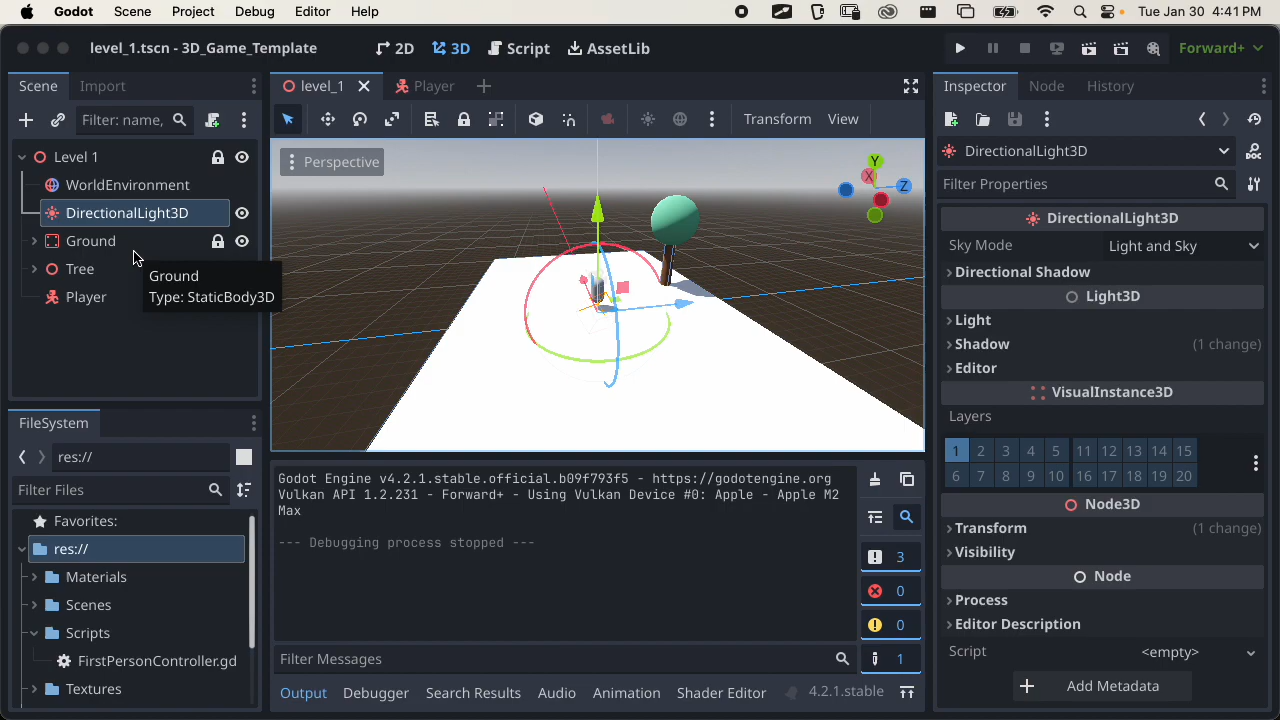 Godot Scene Project Debug Editor Help Tue Jan 30 4:41 PM
level_1.tscn - 3D_Game_Template 2D 3D Script AssetLib Forward+
Scene Import
Filter: name,
Level 1
WorldEnvironment
DirectionalLight3D
Ground
Tree
Player
Ground
Type: StaticBody3D
FileSystem
res://
Filter Files
Favorites:
res://
Materials
Scenes
Scripts
FirstPersonController.gd
Textures
level_1 Player
Transform View
Perspective
Y
X
Z
Godot Engine v4.2.1.stable.official.b09f793f5 - https://godotengine.org
Vulkan API 1.2.231 - Forward+ - Using Vulkan Device #0: Apple - Apple M2
Max
--- Debugging process stopped ---
3
0
0
1
Filter Messages
Output Debugger Search Results Audio Animation Shader Editor 4.2.1.stable
Inspector Node History
DirectionalLight3D
Filter Properties
DirectionalLight3D
Sky Mode Light and Sky
Directional Shadow
Light3D
Light
Shadow (1 change)
Editor
VisualInstance3D
Layers
1 2 3 4 5 11 12 13 14 15
6 7 8 9 10 16 17 18 19 20
Node3D
Transform (1 change)
Visibility
Node
Process
Editor Description
Script <empty>
Add Metadata